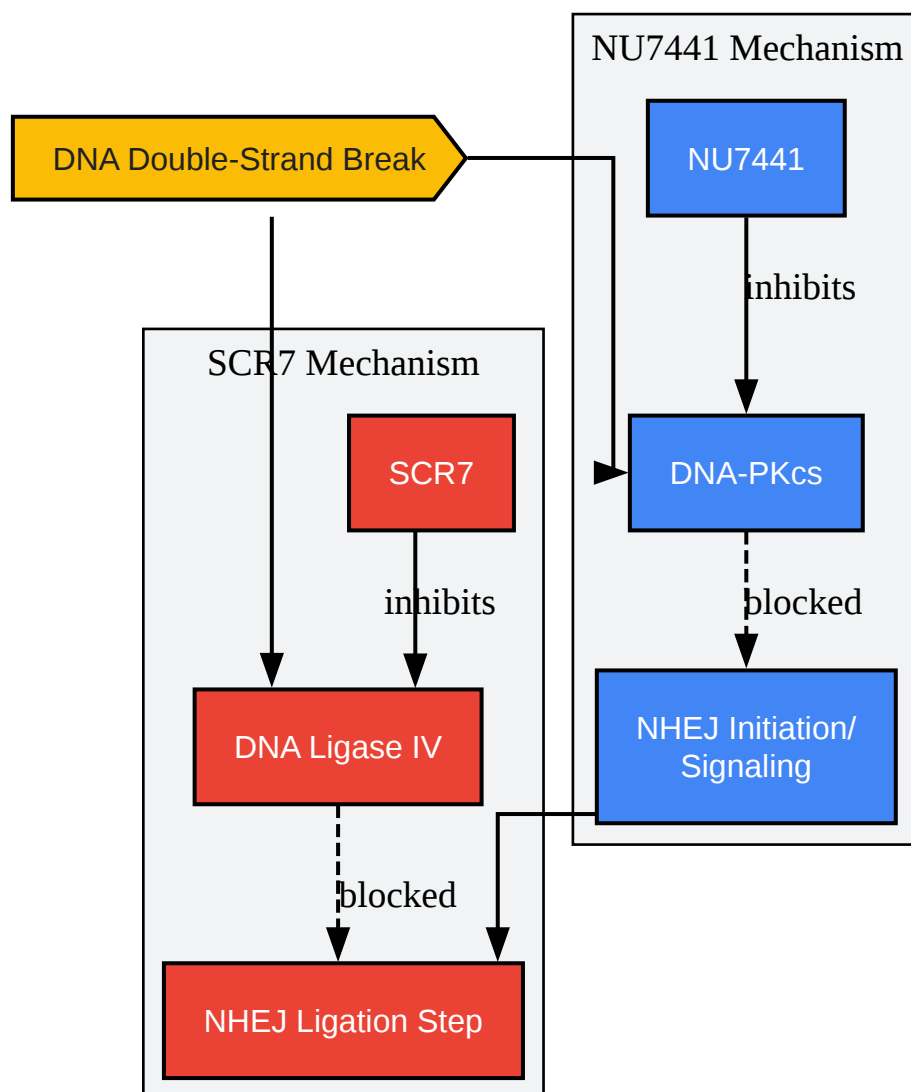 NU7441 Mechanism
DNA Double-Strand Break
NU7441
inhibits
SCR7 Mechanism
SCR7
DNA-PKcs
inhibits
blocked
DNA Ligase IV
NHEJ Initiation/
Signaling
blocked
NHEJ Ligation Step